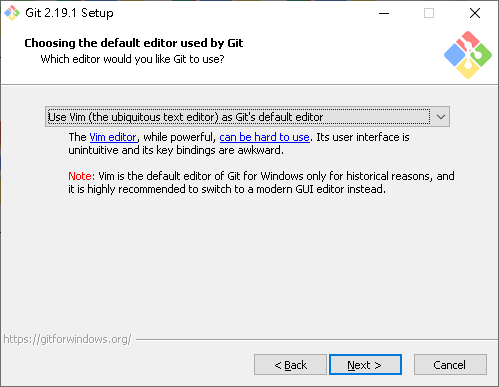 Git 2.19.1 Setup
Choosing the default editor used by Git
Which editor would you like Git to use?
Use Vim (the ubiquitous text editor) as Git's default editor
The Vim editor, while powerful, can be hard to use. Its user interface is
unintuitive and its key bindings are awkward.
Note: Vim is the default editor of Git for Windows only for historical reasons, and
it is highly recommended to switch to a modern GUI editor instead.
https://gitforwindows.org/
< Back
Next >
Cancel